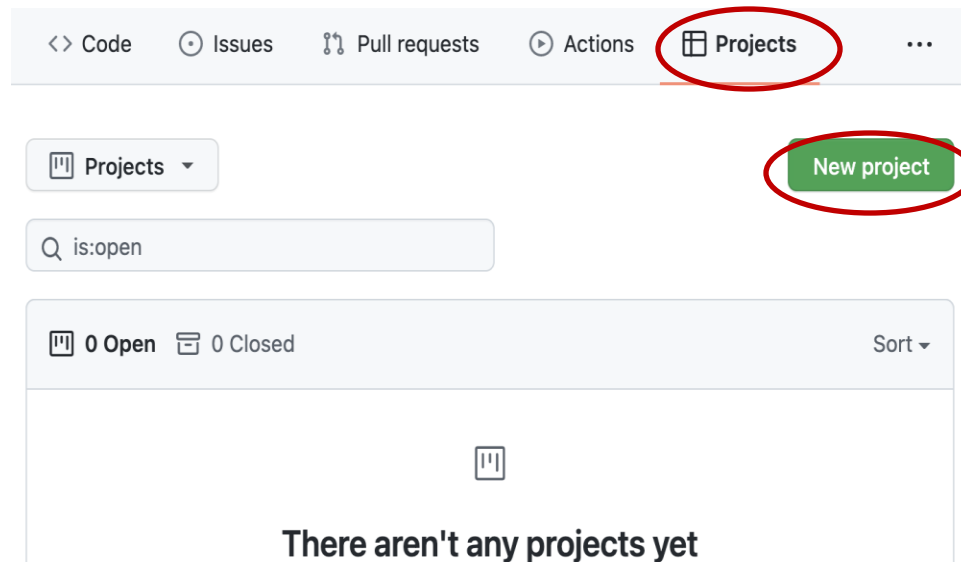 <> Code Issues Pull requests Actions Projects ...
Projects New project
is:open
0 Open 0 Closed Sort
There aren't any projects yet